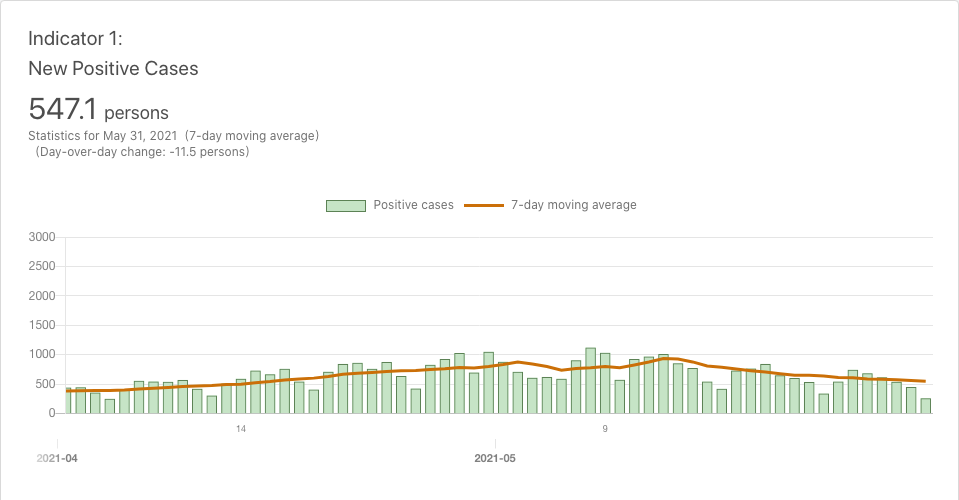 Indicator 1:
New Positive Cases
547.1 persons
Statistics for May 31, 2021 (7-day moving average)
(Day-over-day change: -11.5 persons)
Positive cases 7-day moving average
3000
2500
2000
1500
1000
500
0
14 9
2021-04 2021-05